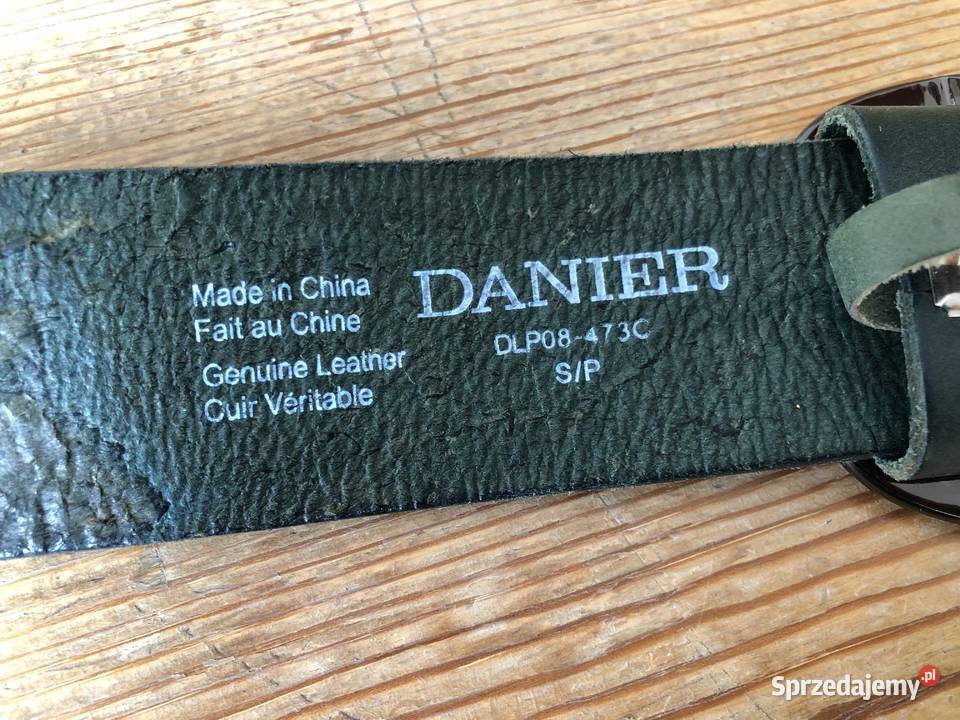 Made in China
Fait au Chine
Genuine Leather
Cuir Véritable
DANIER
DLP08-473C
S/P
Sprzedajemy.pl